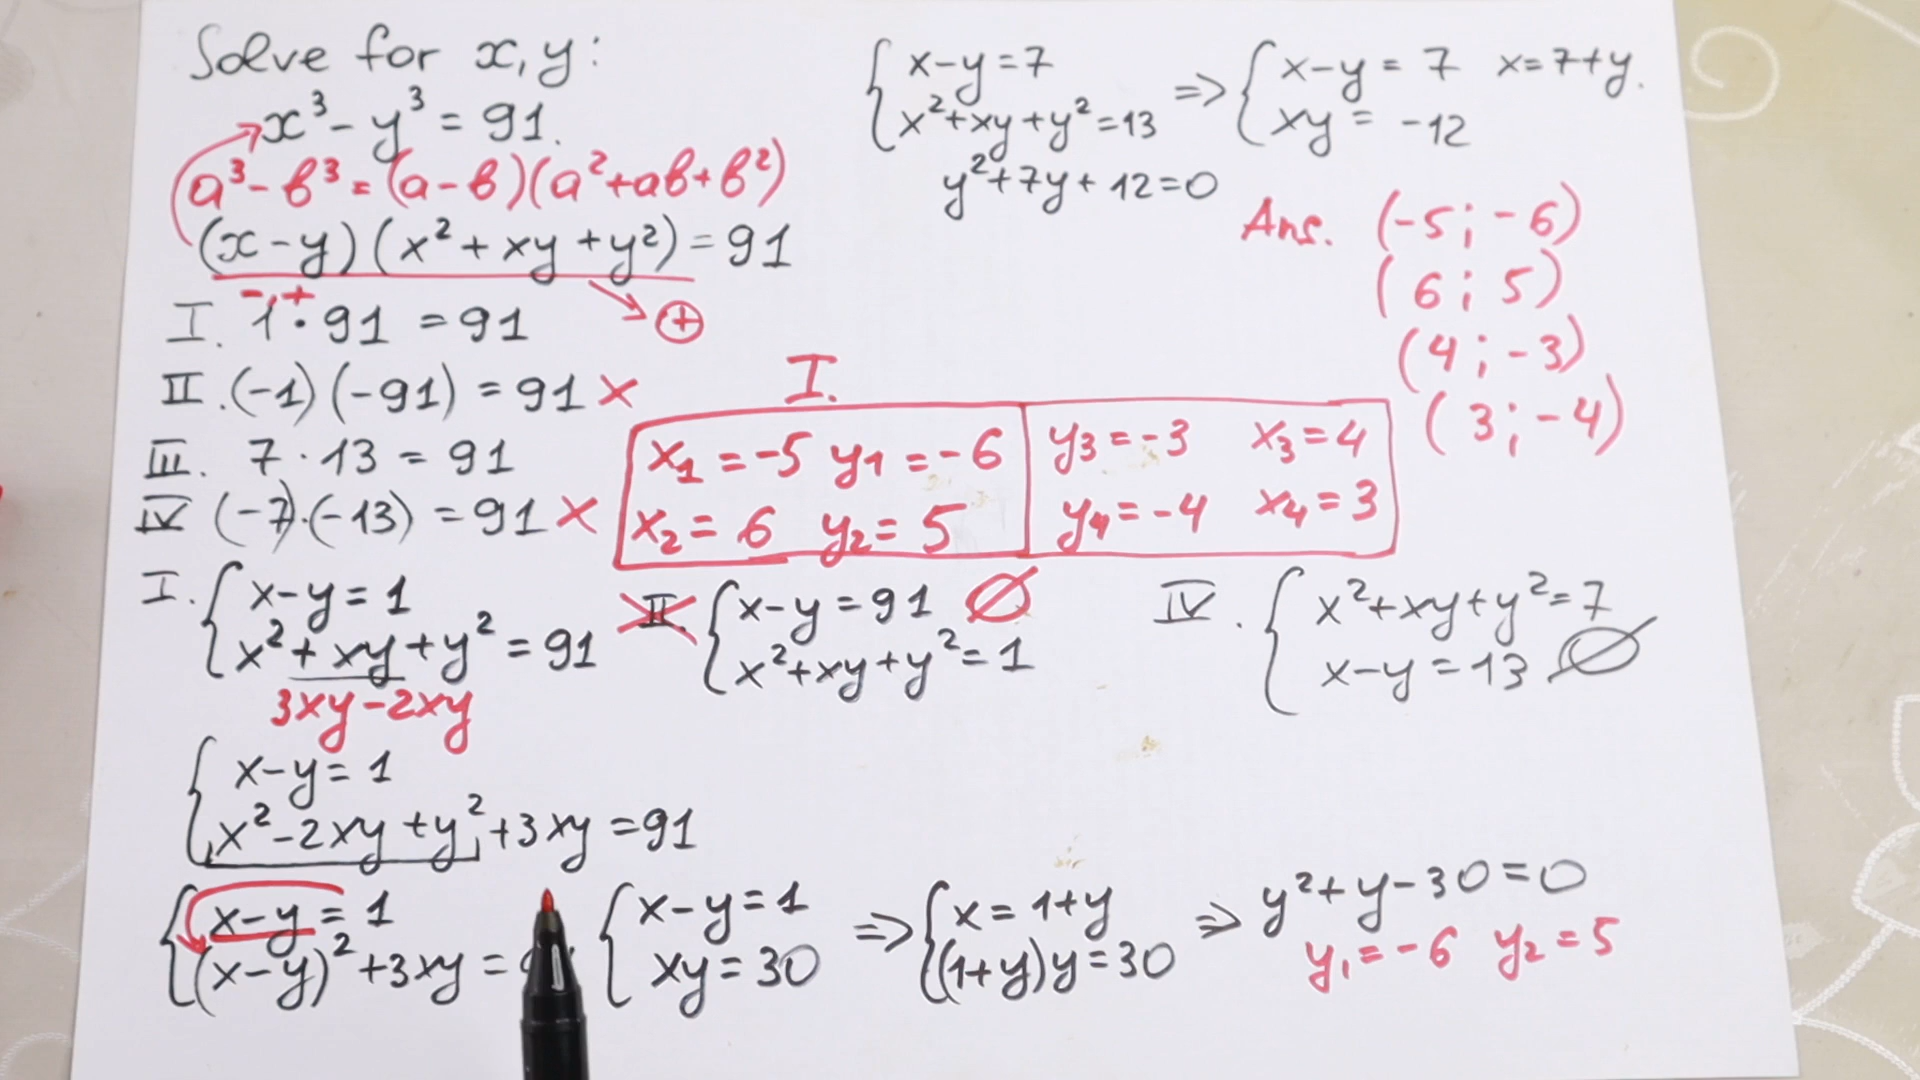 Solve for x, y:
x³ - y³ = 91.
a³ - b³ = (a - b)(a² + ab + b²)
(x - y)(x² + xy + y²) = 91
-, +
⊕
I. 1 · 91 = 91
II. (-1)(-91) = 91 ×
III. 7 · 13 = 91
IV (-7)·(-13) = 91 ×
x - y = 7
x² + xy + y² = 13
=>
x - y = 7 x = 7 + y.
xy = -12
y² + 7y + 12 = 0
Ans. (-5; -6)
(6; 5)
(4; -3)
(3; -4)
I.
x₁ = -5 y₁ = -6
x₂ = 6 y₂ = 5
y₃ = -3 x₃ = 4
y₄ = -4 x₄ = 3
I. { x - y = 1
x² + xy + y² = 91
3xy - 2xy
II. { x - y = 91 ∅
x² + xy + y² = 1
IV. { x² + xy + y² = 7
x - y = 13 ∅
{ x - y = 1
x² - 2xy + y² + 3xy = 91
{ x - y = 1
(x - y)² + 3xy =
{ x - y = 1
xy = 30
=> { x = 1 + y
(1 + y)y = 30
=> y² + y - 30 = 0
y₁ = -6 y₂ = 5